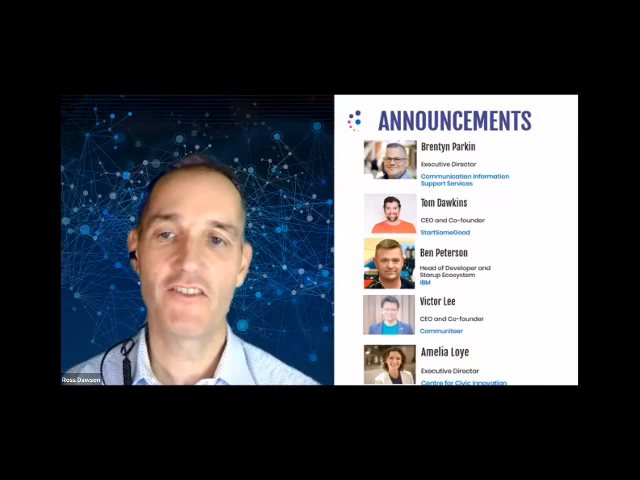 ANNOUNCEMENTS
Brentyn Parkin
Executive Director
Communication Information
Support Services
Tom Dawkins
CEO and Co-founder
StartSomeGood
Ben Peterson
Head of Developer and
Starup Ecosystem
IBM
Victor Lee
CEO and Co-founder
Communiteer
Amelia Loye
Executive Director
Centre for Civic Innovation
Ross Dawson